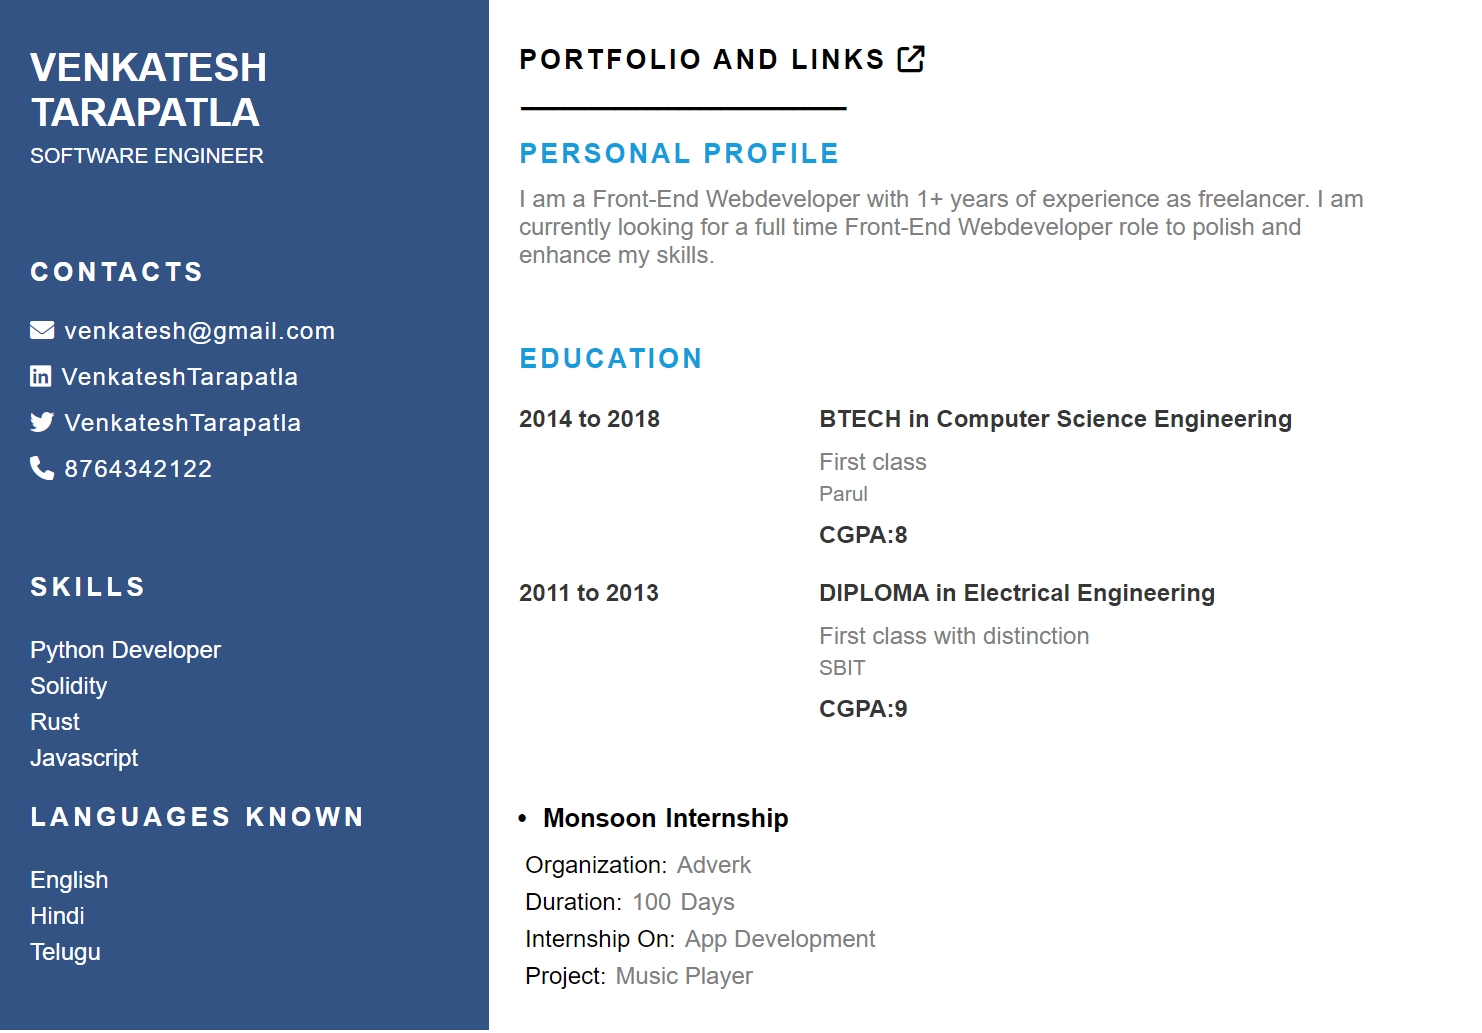 VENKATESH
TARAPATLA
SOFTWARE ENGINEER
CONTACTS
venkatesh@gmail.com
VenkateshTarapatla
VenkateshTarapatla
8764342122
SKILLS
Python Developer
Solidity
Rust
Javascript
LANGUAGES KNOWN
English
Hindi
Telugu
PORTFOLIO AND LINKS
PERSONAL PROFILE
I am a Front-End Webdeveloper with 1+ years of experience as freelancer. I am
currently looking for a full time Front-End Webdeveloper role to polish and
enhance my skills.
EDUCATION
2014 to 2018 BTECH in Computer Science Engineering
First class
Parul
CGPA:8
2011 to 2013 DIPLOMA in Electrical Engineering
First class with distinction
SBIT
CGPA:9
• Monsoon Internship
Organization: Adverk
Duration: 100 Days
Internship On: App Development
Project: Music Player